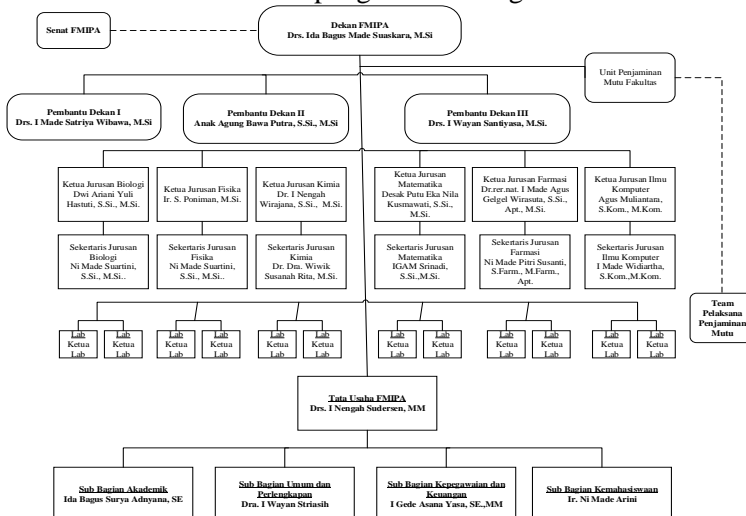 Dekan FMIPA
Drs. Ida Bagus Made Suaskara, M.Si
Senat FMIPA
Unit Penjaminan
Mutu Fakultas
Pembantu Dekan I
Drs. I Made Satriya Wibawa, M.Si
Pembantu Dekan II
Anak Agung Bawa Putra, S.Si., M.Si
Pembantu Dekan III
Drs. I Wayan Santiyasa, M.Si.
Ketua Jurusan Biologi
Dwi Ariani Yuli
Hastuti, S.Si., M.Si.
Ketua Jurusan Fisika
Ir. S. Poniman, M.Si.
Ketua Jurusan Kimia
Dr. I Nengah
Wirajana, S.Si., M.Si.
Ketua Jurusan
Matematika
Desak Putu Eka Nila
Kusmawati, S.Si.,
M.Si.
Ketua Jurusan Farmasi
Dr.rer.nat. I Made Agus
Gelgel Wirasuta, S.Si.,
Apt., M.Si.
Ketua Jurusan Ilmu
Komputer
Agus Muliantara,
S.Kom., M.Kom.
Sekertaris Jurusan
Biologi
Ni Made Suartini,
S.Si., M.Si..
Sekertaris Jurusan
Fisika
Ni Made Suartini,
S.Si., M.Si..
Sekertaris Jurusan
Kimia
Dr. Dra. Wiwik
Susanah Rita, M.Si.
Sekertaris Jurusan
Matematika
IGAM Srinadi,
S.Si.,M.Si.
Sekertaris Jurusan
Farmasi
Ni Made Pitri Susanti,
S.Farm., M.Farm.,
Apt.
Sekertaris Jurusan
Ilmu Komputer
I Made Widiartha,
S.Kom.,M.Kom.
Team
Pelaksana
Penjaminan
Mutu
Lab
Ketua
Lab
Lab
Ketua
Lab
Lab
Ketua
Lab
Lab
Ketua
Lab
Lab
Ketua
Lab
Lab
Ketua
Lab
Lab
Ketua
Lab
Lab
Ketua
Lab
Lab
Ketua
Lab
Lab
Ketua
Lab
Lab
Ketua
Lab
Lab
Ketua
Lab
Tata Usaha FMIPA
Drs. I Nengah Sudersen, MM
Sub Bagian Akademik
Ida Bagus Surya Adnyana, SE
Sub Bagian Umum dan
Perlengkapan
Dra. I Wayan Striasih
Sub Bagian Kepegawaian dan
Keuangan
I Gede Asana Yasa, SE.,MM
Sub Bagian Kemahasiswaan
Ir. Ni Made Arini